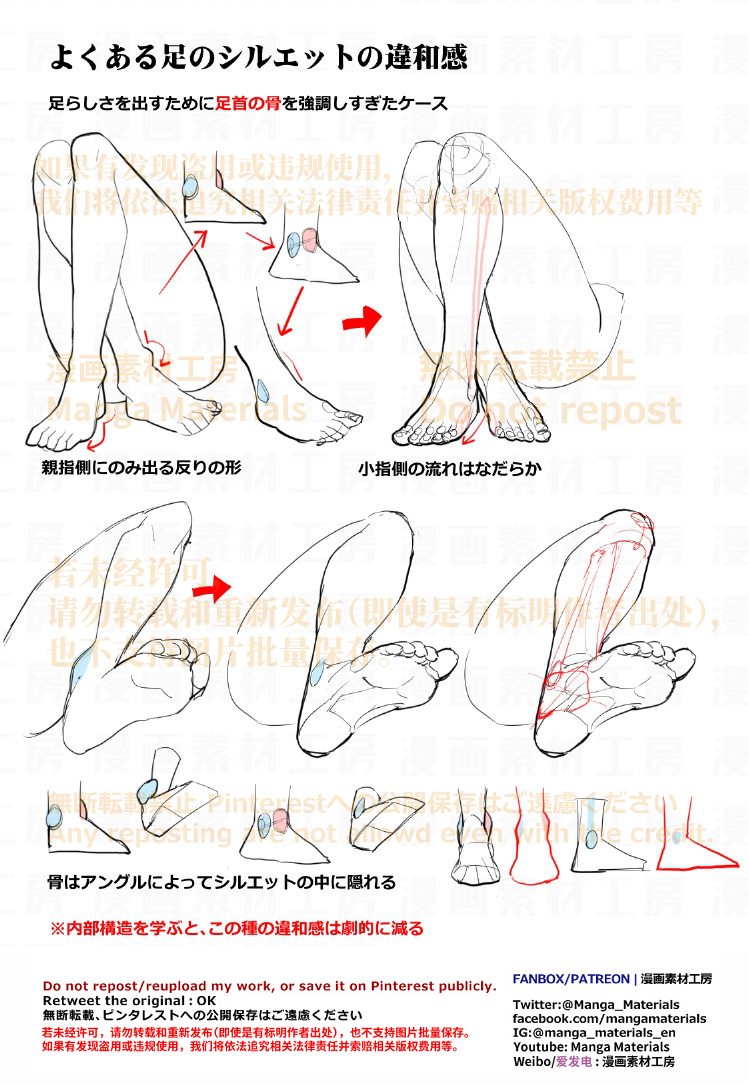 よくある足のシルエットの違和感
足らしさを出すために足首の骨を強調しすぎたケース
如果有发现盗用或违规使用，
我们将依法追究相关法律责任并索赔相关版权费用等
漫画素材工房
無断転載禁止
Manga Materials
Do not repost
親指側にのみ出る反りの形
小指側の流れはなだらか
若未经许可，
请勿转载和重新发布(即使是有标明作者出处)，
也不支持图片批量保存。
無断転載禁止 Pinterestへの公開保存はご遠慮ください
Any reposting are not allowd even with the credit.
骨はアングルによってシルエットの中に隠れる
※内部構造を学ぶと、この種の違和感は劇的に減る
Do not repost/reupload my work, or save it on Pinterest publicly.
Retweet the original : OK
無断転載、ピンタレストへの公開保存はご遠慮ください
若未经许可，请勿转载和重新发布(即使是有标明作者出处)，也不支持图片批量保存。
如果有发现盗用或违规使用，我们将依法追究相关法律责任并索赔相关版权费用等。
FANBOX/PATREON | 漫画素材工房
Twitter:@Manga_Materials
facebook.com/mangamaterials
IG:@manga_materials_en
Youtube: Manga Materials
Weibo/爱发电 : 漫画素材工房